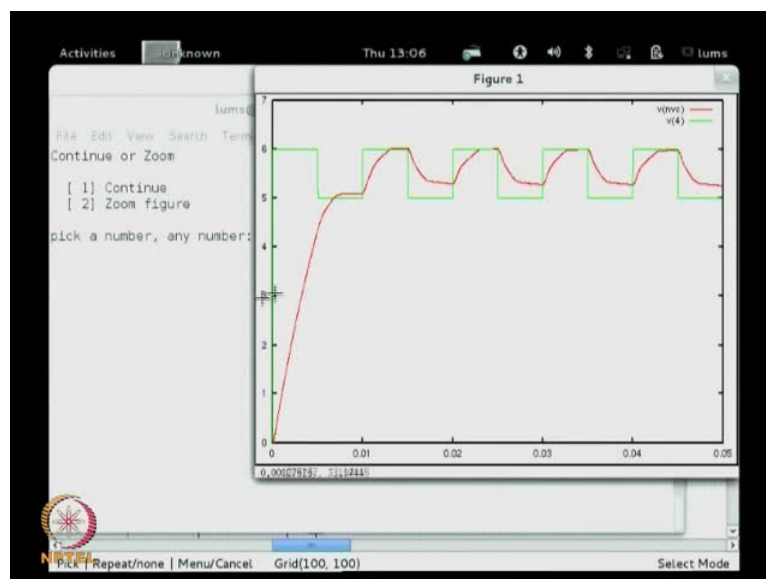 Activities
Thu 13:06
lums
Figure 1
File Edit View Search
Continue or Zoom
[ 1] Continue
[ 2] Zoom figure
pick a number, any number:
v(nvc)
v(4)
7
6
5
4
3
2
1
0
0 0.01 0.02 0.03 0.04 0.05
NPTEL
Pick | Repeat/none | Menu/Cancel Grid(100, 100) Select Mode